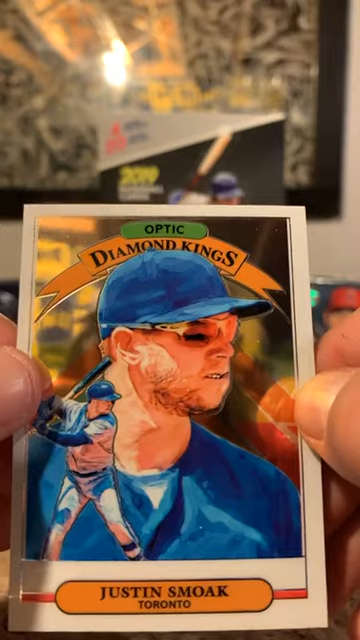 2019
OPTIC
DIAMOND KINGS
JUSTIN SMOAK
TORONTO